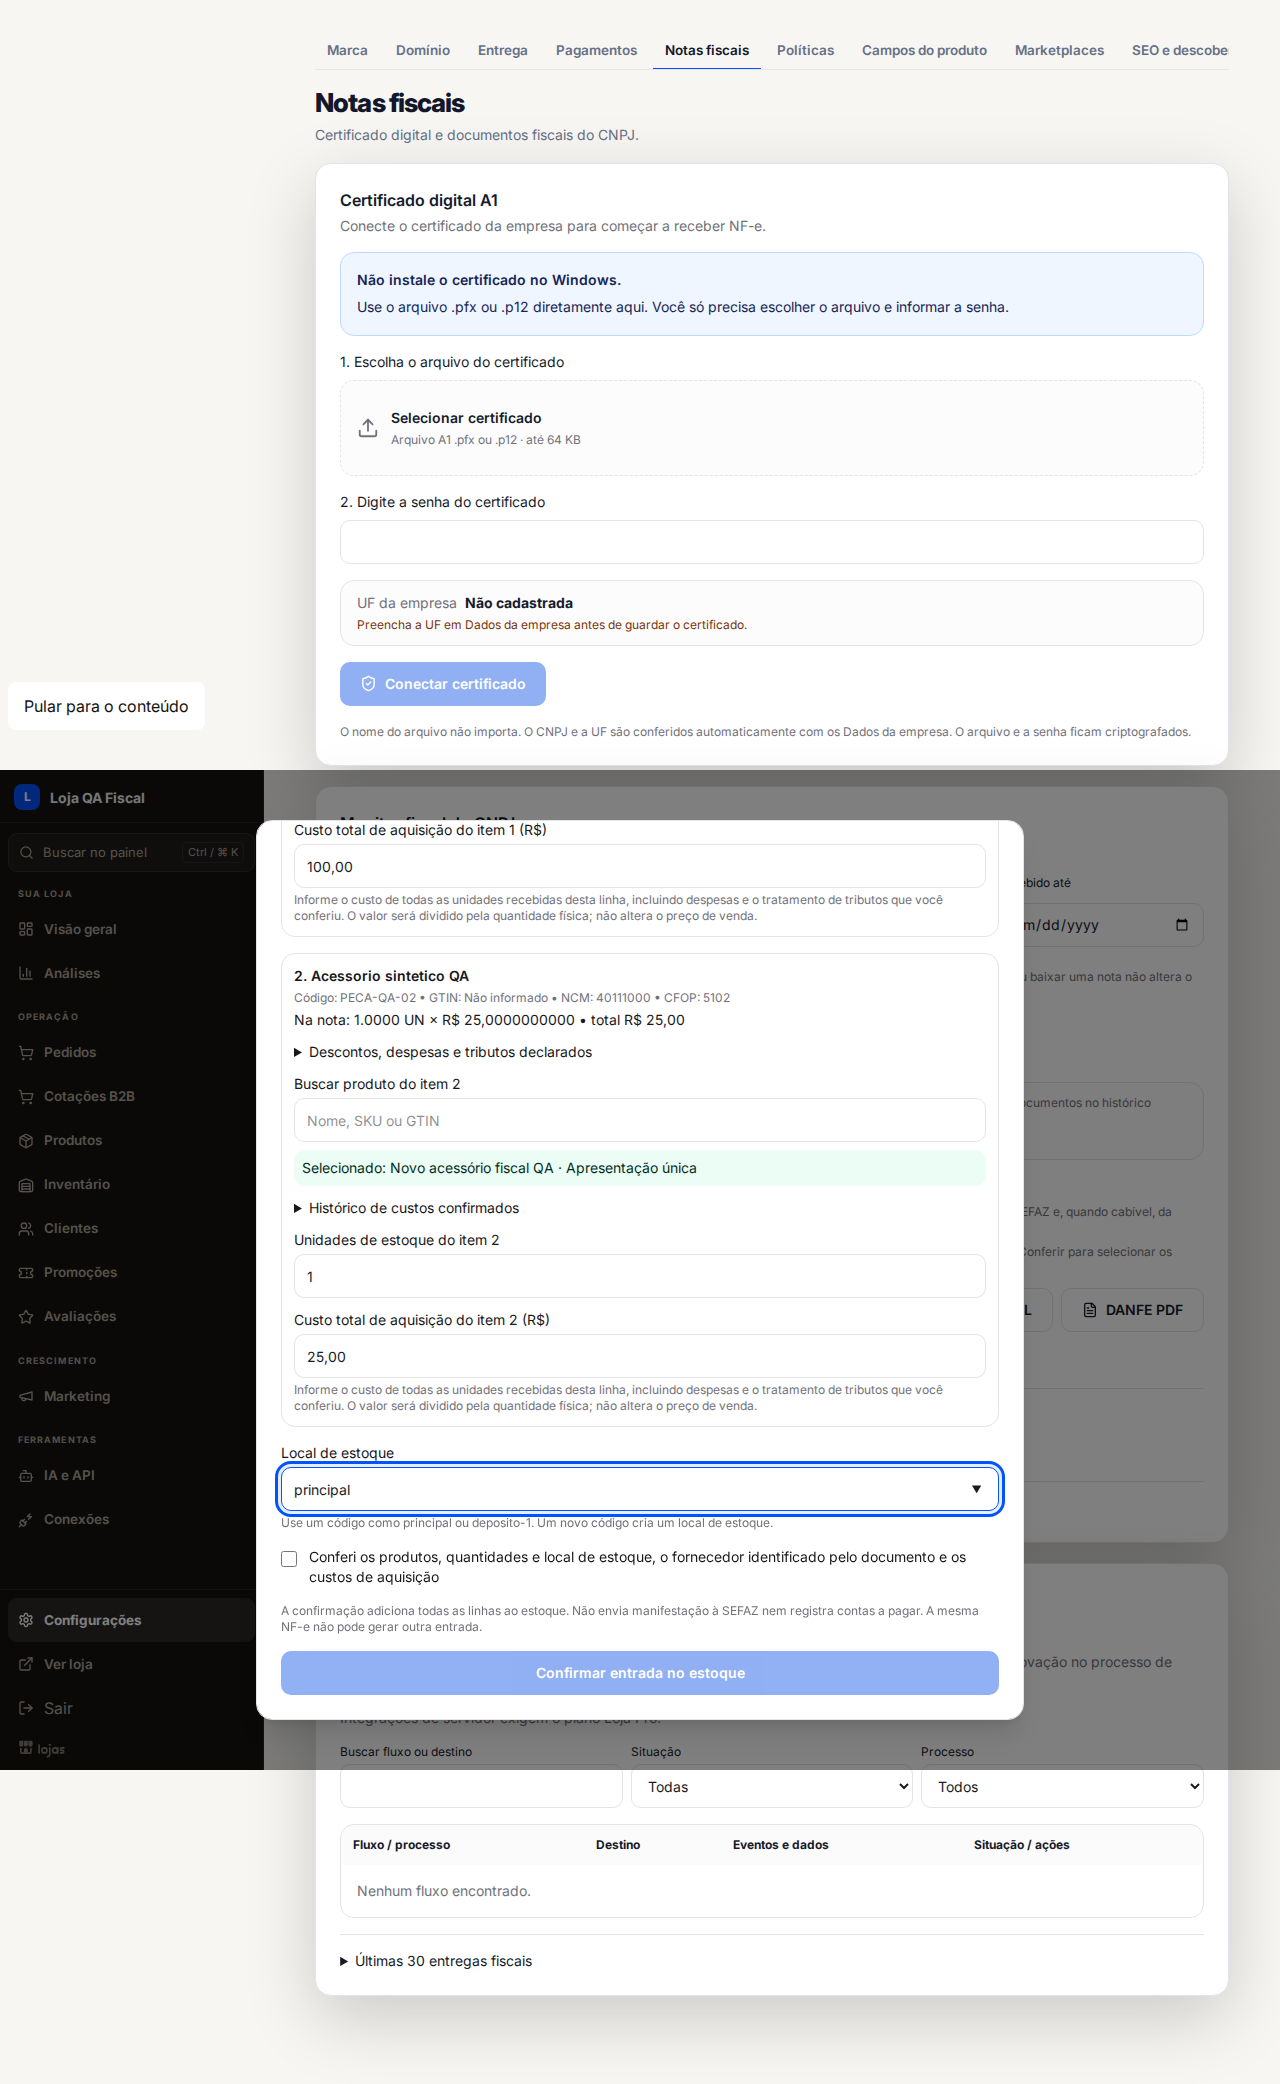 Marca
Domínio
Entrega
Pagamentos
Notas fiscais
Políticas
Campos do produto
Marketplaces
SEO e descobe
Notas fiscais
Certificado digital e documentos fiscais do CNPJ.
Certificado digital A1
Conecte o certificado da empresa para começar a receber NF-e.
Não instale o certificado no Windows.
Use o arquivo .pfx ou .p12 diretamente aqui. Você só precisa escolher o arquivo e informar a senha.
1. Escolha o arquivo do certificado
Selecionar certificado
Arquivo A1 .pfx ou .p12 · até 64 KB
2. Digite a senha do certificado
UF da empresa Não cadastrada
Preencha a UF em Dados da empresa antes de guardar o certificado.
Conectar certificado
O nome do arquivo não importa. O CNPJ e a UF são conferidos automaticamente com os Dados da empresa. O arquivo e a senha ficam criptografados.
Pular para o conteúdo
L
Loja QA Fiscal
Buscar no painel
Ctrl / ⌘ K
SUA LOJA
Visão geral
Análises
OPERAÇÃO
Pedidos
Cotações B2B
Produtos
Inventário
Clientes
Promoções
Avaliações
CRESCIMENTO
Marketing
FERRAMENTAS
IA e API
Conexões
Configurações
Ver loja
Sair
lojas
Custo total de aquisição do item 1 (R$)
100,00
Informe o custo de todas as unidades recebidas desta linha, incluindo despesas e o tratamento de tributos que você
conferiu. O valor será dividido pela quantidade física; não altera o preço de venda.
2. Acessorio sintetico QA
Código: PECA-QA-02 • GTIN: Não informado • NCM: 40111000 • CFOP: 5102
Na nota: 1.0000 UN × R$ 25,0000000000 • total R$ 25,00
Descontos, despesas e tributos declarados
Buscar produto do item 2
Nome, SKU ou GTIN
Selecionado: Novo acessório fiscal QA · Apresentação única
Histórico de custos confirmados
Unidades de estoque do item 2
1
Custo total de aquisição do item 2 (R$)
25,00
Informe o custo de todas as unidades recebidas desta linha, incluindo despesas e o tratamento de tributos que você
conferiu. O valor será dividido pela quantidade física; não altera o preço de venda.
Local de estoque
principal
Use um código como principal ou deposito-1. Um novo código cria um local de estoque.
Conferi os produtos, quantidades e local de estoque, o fornecedor identificado pelo documento e os
custos de aquisição
A confirmação adiciona todas as linhas ao estoque. Não envia manifestação à SEFAZ nem registra contas a pagar. A mesma
NF-e não pode gerar outra entrada.
Confirmar entrada no estoque
ebido até
m/dd/yyyy
u baixar uma nota não altera o
ocumentos no histórico
EFAZ e, quando cabível, da
Conferir para selecionar os
L
DANFE PDF
ovação no processo de
Integrações de servidor exigem o plano Loja Pro.
Buscar fluxo ou destino
Situação
Processo
Todas
Todos
Fluxo / processo
Destino
Eventos e dados
Situação / ações
Nenhum fluxo encontrado.
Últimas 30 entregas fiscais